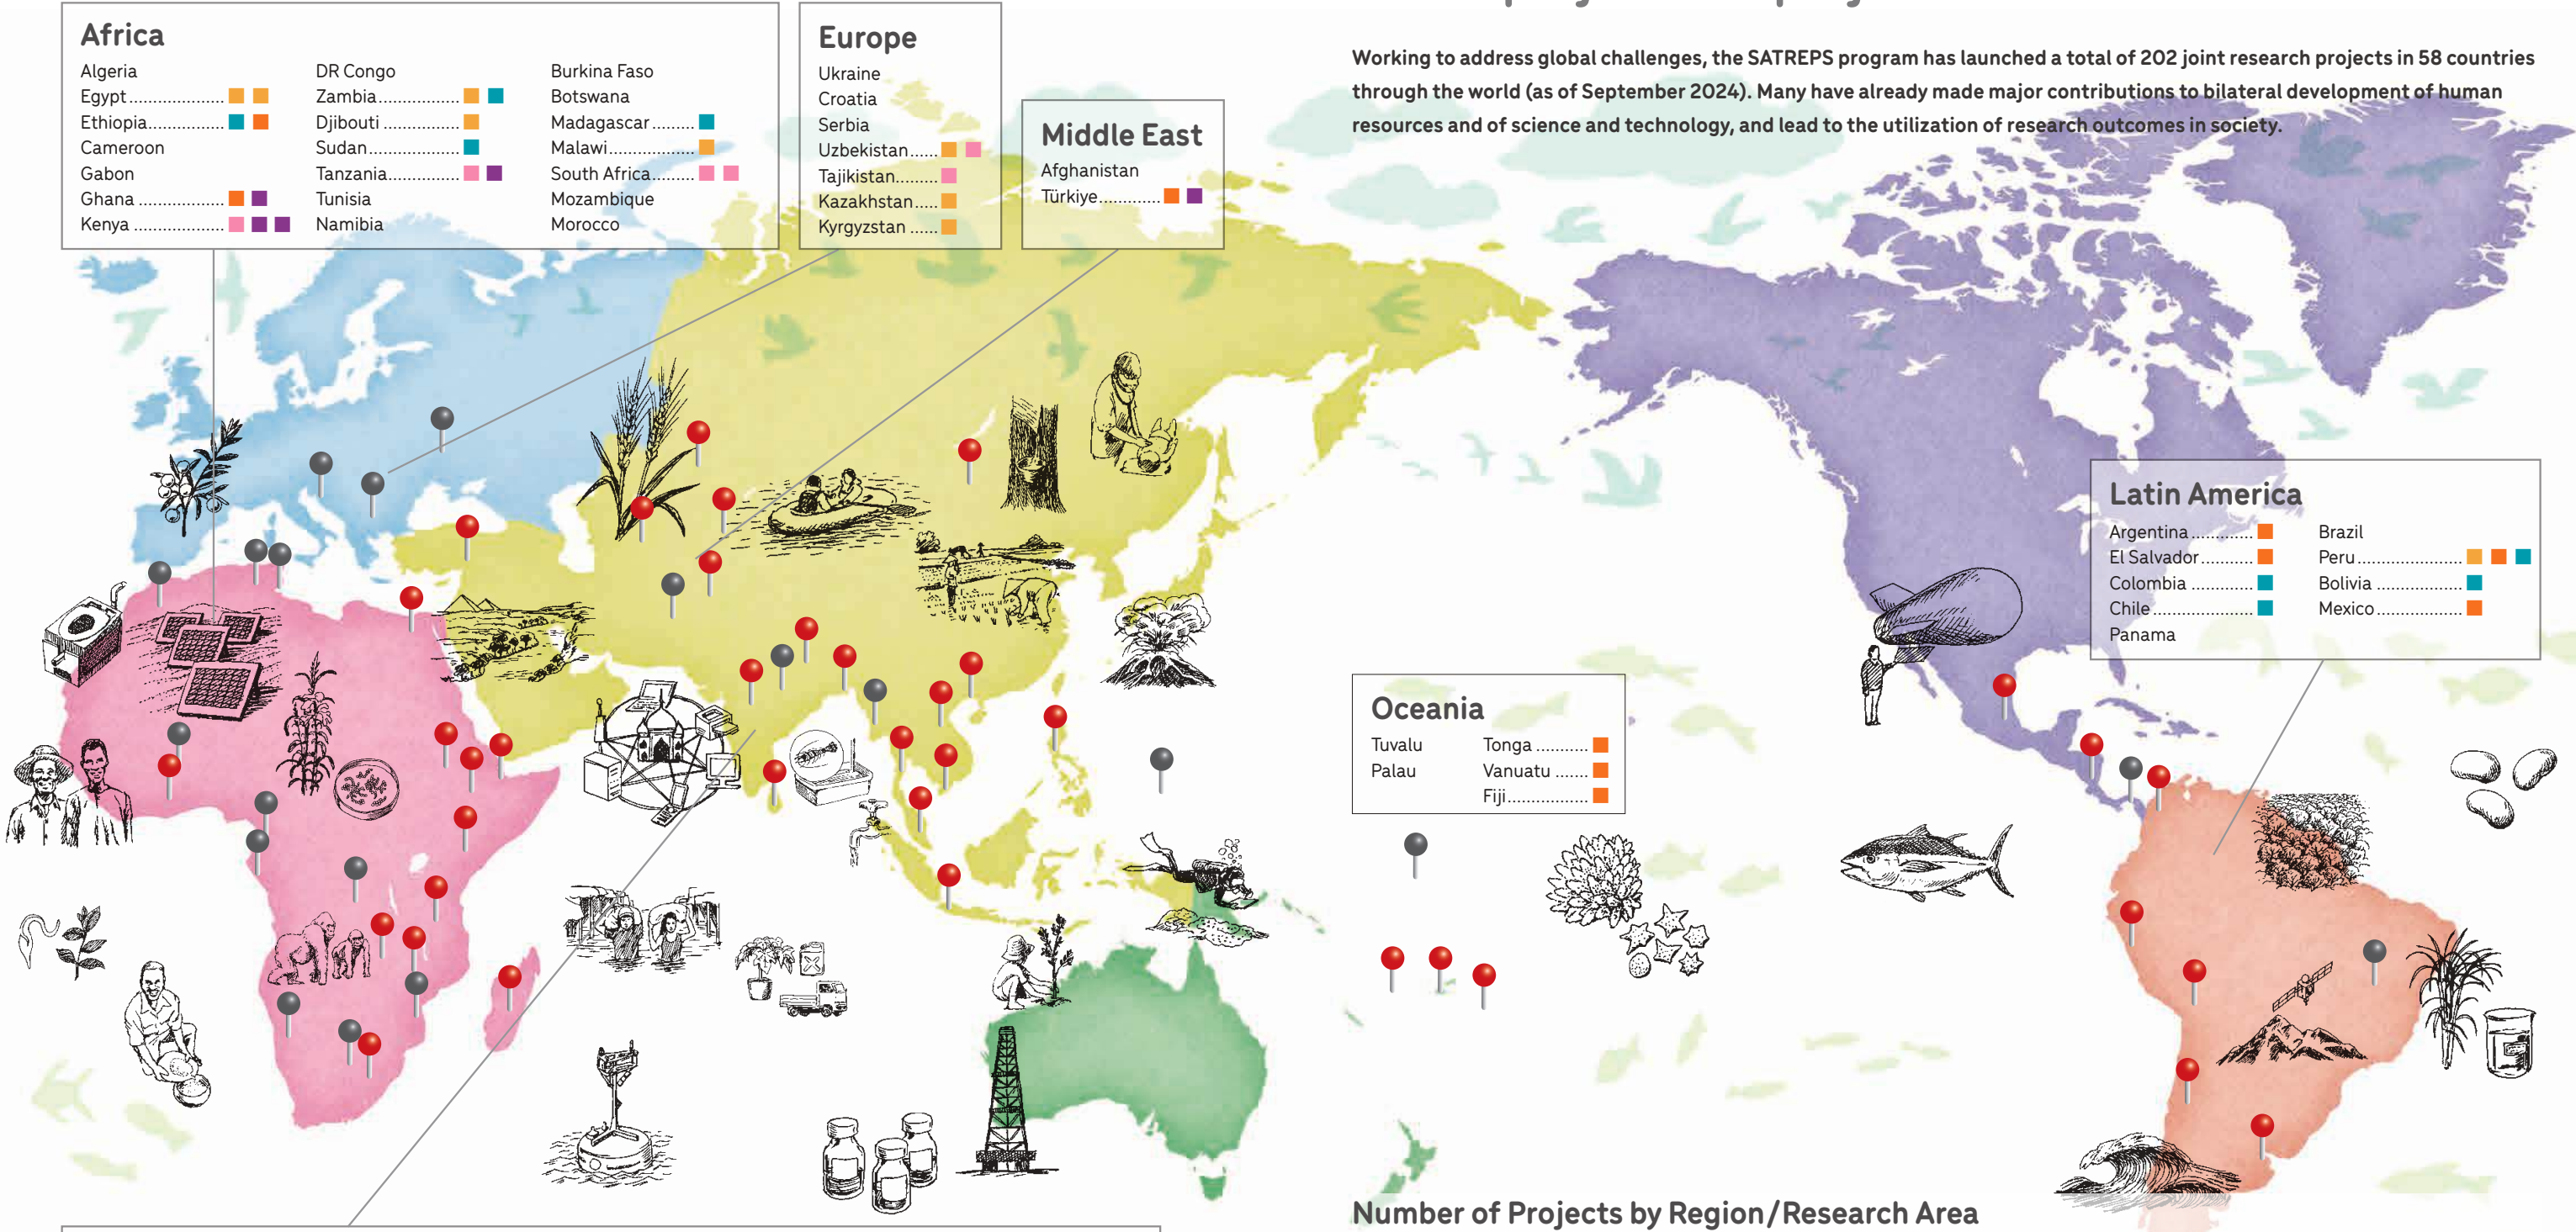 Working to address global challenges, the SATREPS program has launched a total of 202 joint research projects in 58 countries
through the world (as of September 2024). Many have already made major contributions to bilateral development of human
resources and of science and technology, and lead to the utilization of research outcomes in society.
Africa
Algeria
Egypt
Ethiopia
Cameroon
Gabon
Ghana
Kenya
DR Congo
Zambia
Djibouti
Sudan
Tanzania
Tunisia
Namibia
Burkina Faso
Botswana
Madagascar
Malawi
South Africa
Mozambique
Morocco
Europe
Ukraine
Croatia
Serbia
Uzbekistan
Tajikistan
Kazakhstan
Kyrgyzstan
Middle East
Afghanistan
Türkiye
Latin America
Argentina
El Salvador
Colombia
Chile
Panama
Brazil
Peru
Bolivia
Mexico
Oceania
Tuvalu
Palau
Tonga
Vanuatu
Fiji
Number of Projects by Region/Research Area